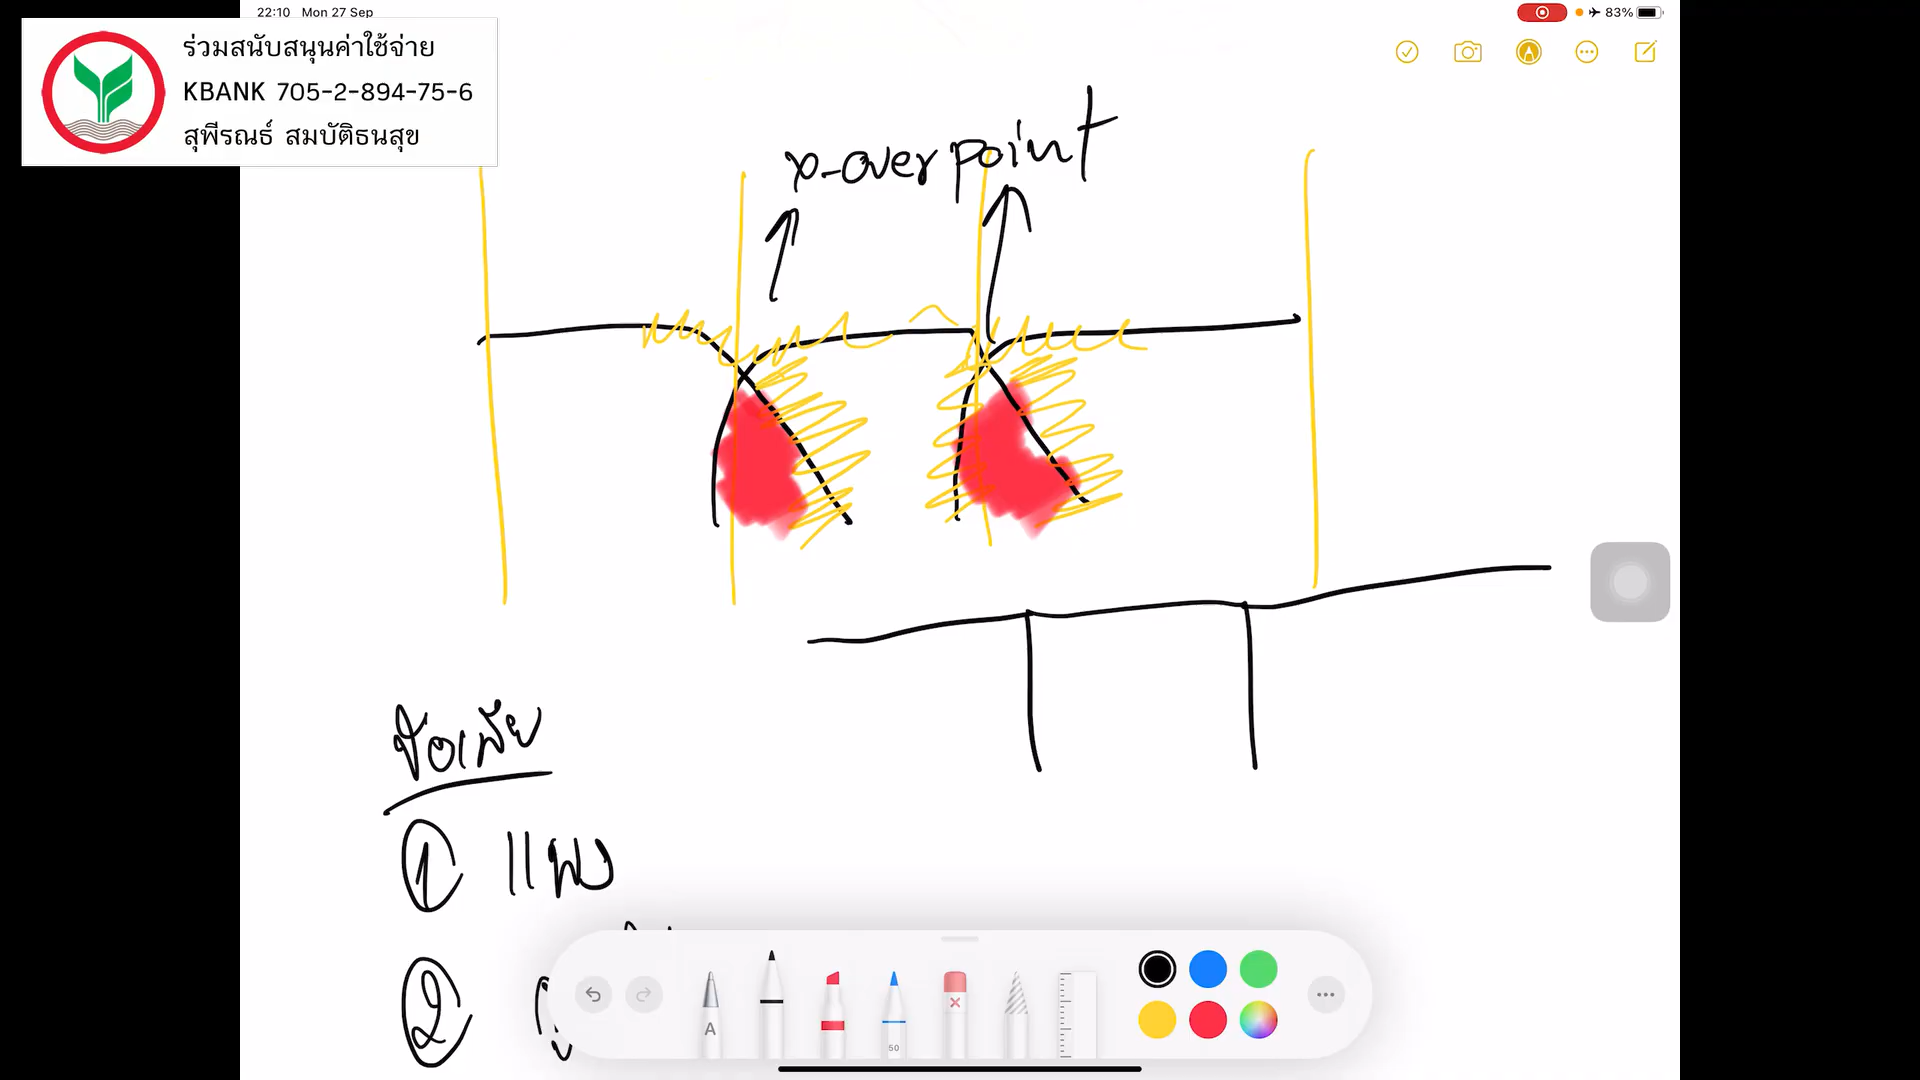 22:10 Mon 27 Sep
83%
ร่วมสนับสนุนค่าใช้จ่าย
KBANK 705-2-894-75-6
สุพีรณธ์ สมบัติธนสุข
x-over point
ข้อเสีย
① แพง
②
A
50